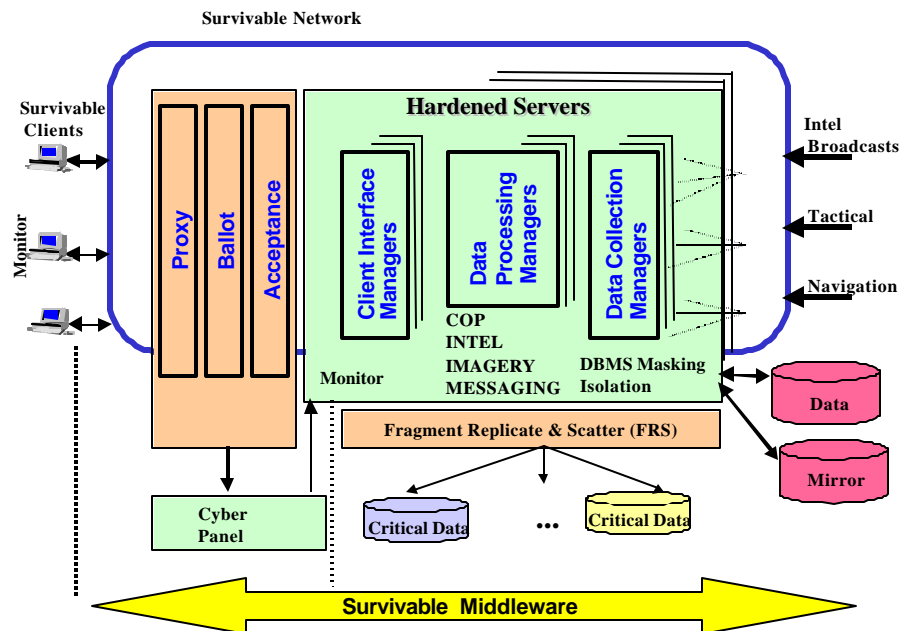 Survivable Network
Survivable
Clients
Monitor
Proxy
Ballot
Acceptance
Hardened Servers
Client Interface
Managers
Data
Processing
Managers
Data Collection
Managers
COP
INTEL
IMAGERY
MESSAGING
Monitor
DBMS Masking
Isolation
Intel
Broadcasts
Tactical
Navigation
Data
Mirror
Fragment Replicate & Scatter (FRS)
Cyber
Panel
Critical Data
...
Critical Data
Survivable Middleware